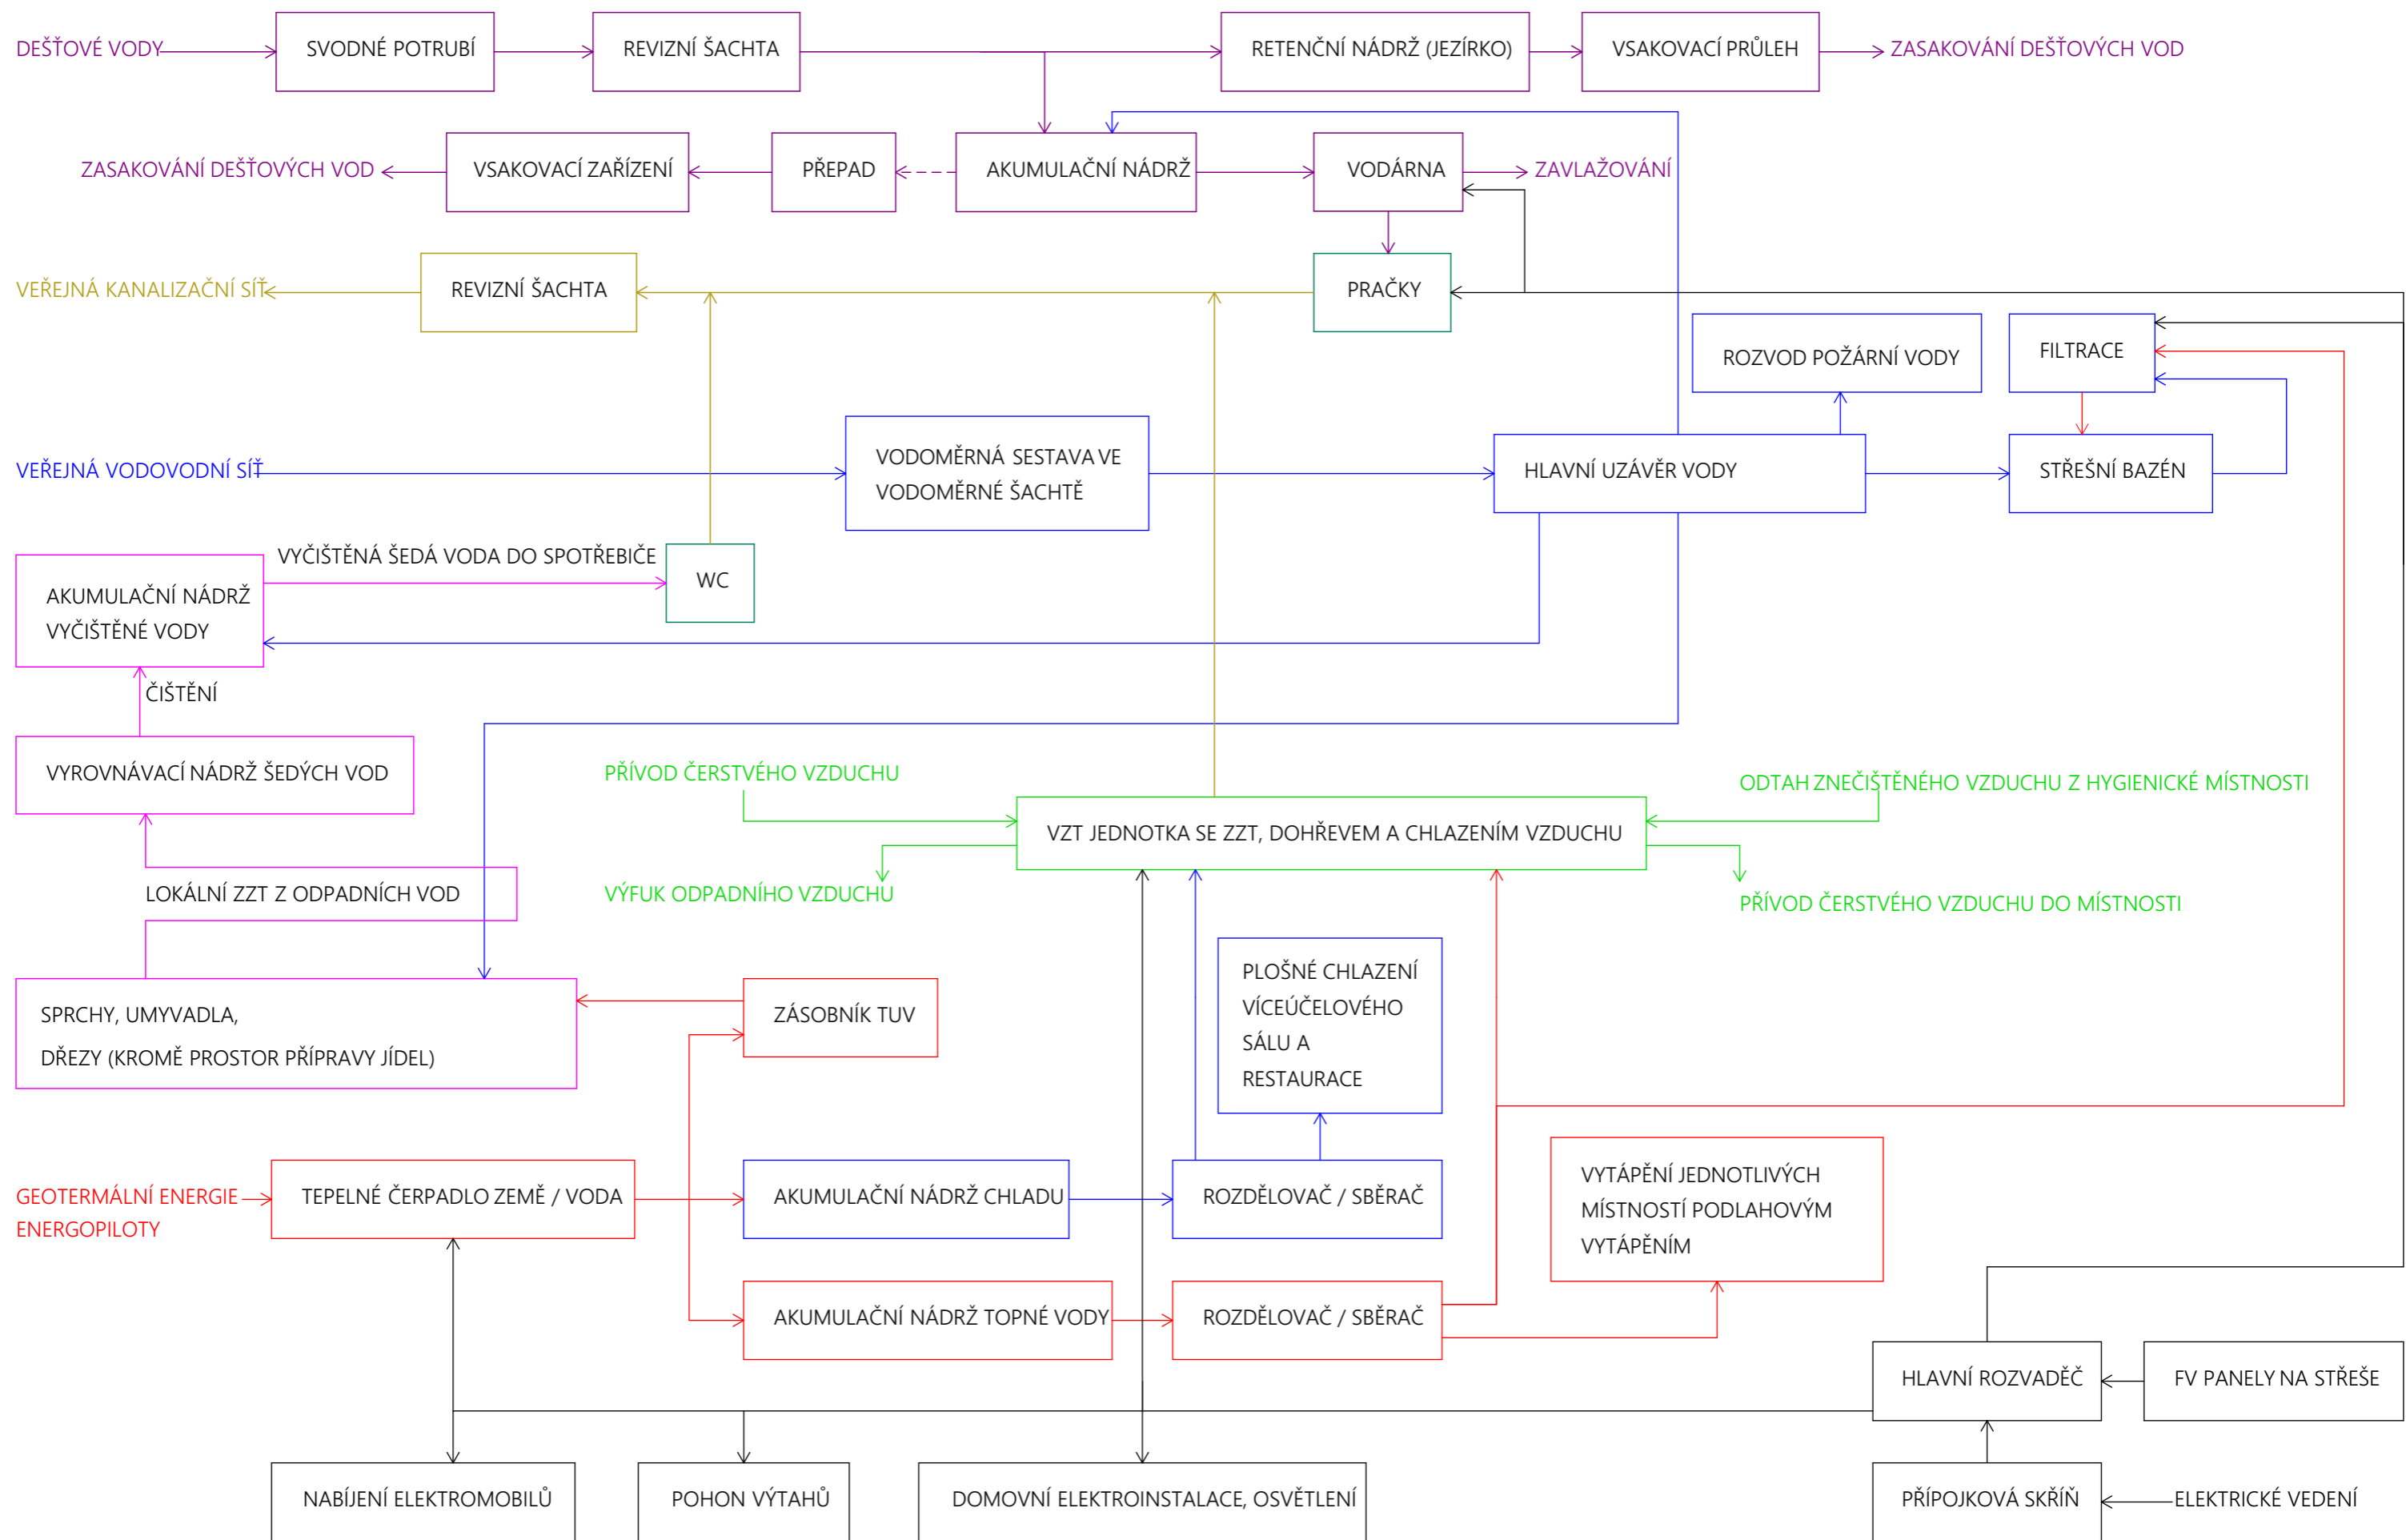 DEŠŤOVÉ VODY
SVODNÉ POTRUBÍ
REVIZNÍ ŠACHTA
RETENČNÍ NÁDRŽ (JEZÍRKO)
VSAKOVACÍ PRŮLEH
ZASAKOVÁNÍ DEŠŤOVÝCH VOD
ZASAKOVÁNÍ DEŠŤOVÝCH VOD
VSAKOVACÍ ZAŘÍZENÍ
PŘEPAD
AKUMULAČNÍ NÁDRŽ
VODÁRNA
ZAVLAŽOVÁNÍ
VEŘEJNÁ KANALIZAČNÍ SÍŤ
REVIZNÍ ŠACHTA
PRAČKY
ROZVOD POŽÁRNÍ VODY
FILTRACE
VEŘEJNÁ VODOVODNÍ SÍŤ
VODOMĚRNÁ SESTAVA VE
VODOMĚRNÉ ŠACHTĚ
HLAVNÍ UZÁVĚR VODY
STŘEŠNÍ BAZÉN
VYČIŠTĚNÁ ŠEDÁ VODA DO SPOTŘEBIČE
WC
AKUMULAČNÍ NÁDRŽ
VYČIŠTĚNÉ VODY
ČIŠTĚNÍ
VYROVNÁVACÍ NÁDRŽ ŠEDÝCH VOD
PŘÍVOD ČERSTVÉHO VZDUCHU
ODTAH ZNEČIŠTĚNÉHO VZDUCHU Z HYGIENICKÉ MÍSTNOSTI
VZT JEDNOTKA SE ZZT, DOHŘEVEM A CHLAZENÍM VZDUCHU
LOKÁLNÍ ZZT Z ODPADNÍCH VOD
VÝFUK ODPADNÍHO VZDUCHU
PŘÍVOD ČERSTVÉHO VZDUCHU DO MÍSTNOSTI
SPRCHY, UMYVADLA,
DŘEZY (KROMĚ PROSTOR PŘÍPRAVY JÍDEL)
ZÁSOBNÍK TUV
PLOŠNÉ CHLAZENÍ
VÍCEÚČELOVÉHO
SÁLU A
RESTAURACE
GEOTERMÁLNÍ ENERGIE
ENERGOPILOTY
TEPELNÉ ČERPADLO ZEMĚ / VODA
AKUMULAČNÍ NÁDRŽ CHLADU
ROZDĚLOVAČ / SBĚRAČ
VYTÁPĚNÍ JEDNOTLIVÝCH
MÍSTNOSTÍ PODLAHOVÝM
VYTÁPĚNÍM
AKUMULAČNÍ NÁDRŽ TOPNÉ VODY
ROZDĚLOVAČ / SBĚRAČ
HLAVNÍ ROZVADĚČ
FV PANELY NA STŘEŠE
NABÍJENÍ ELEKTROMOBILŮ
POHON VÝTAHŮ
DOMOVNÍ ELEKTROINSTALACE, OSVĚTLENÍ
PŘÍPOJKOVÁ SKŘÍŇ
ELEKTRICKÉ VEDENÍ